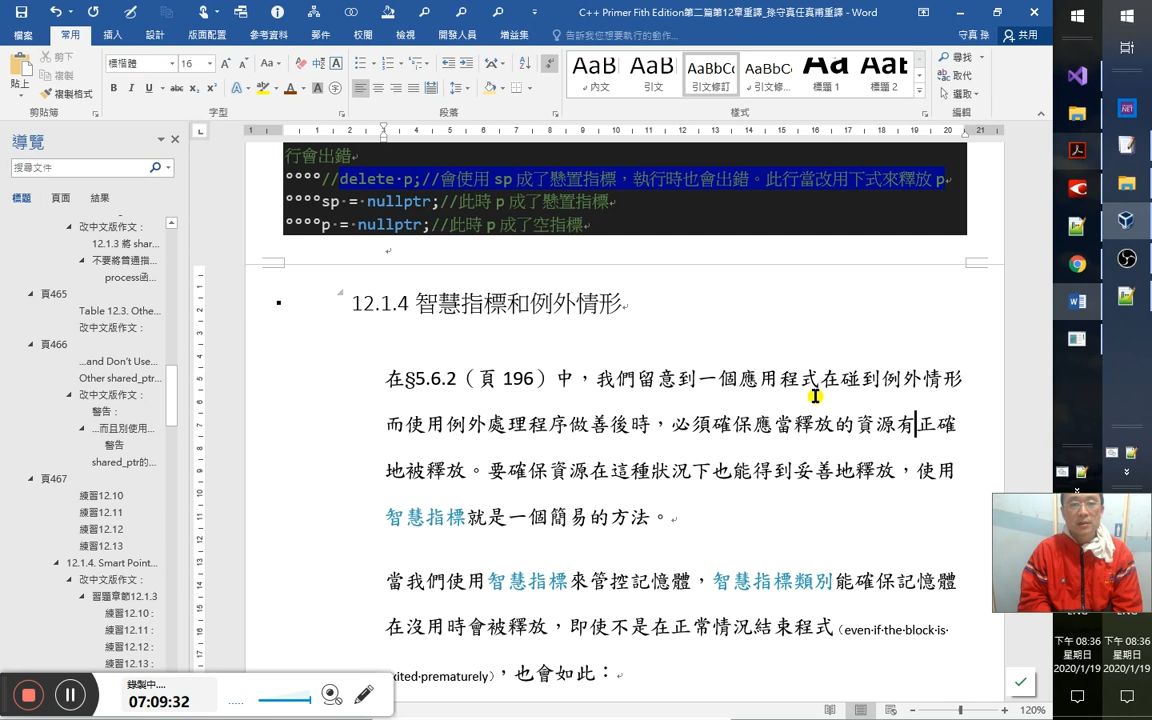 C++ Primer Fith Edition第二篇第12章重譯_孫守真任真甫重譯 - Word
檔案 常用 插入 設計 版面配置 參考資料 郵件 校閱 檢視 開發人員 增益集 告訴我您想要執行的動作... 守真 孫 共用
貼上 剪下 複製 複製格式 剪貼簿
標楷體 16 字型
段落
AaB 內文 AaB 引文 AaBbCc 引文修訂 AaBbCc 引文修... AaB 標題 1 AaB 標題 2 樣式
尋找 取代 選取 編輯
導覽
搜尋文件
標題 頁面 結果
改中文版作文：
12.1.3 將 shar...
不要將普通指...
process函...
頁465
Table 12.3. Othe...
改中文版作文：
頁466
...and Don't Use...
Other shared_ptr...
改中文版作文：
警告：
...而且別使用...
警告
shared_ptr的...
頁467
練習12.10
練習12.11
練習12.12
練習12.13
12.1.4. Smart Point...
改中文版作文：
習題章節12.1.3
練習12.10：
練習12.11：
練習12.12：
練習12.13：
行會出錯
//delete p;//會使用 sp 成了懸置指標，執行時也會出錯。此行當改用下式來釋放 p
sp = nullptr;//此時 p 成了懸置指標
p = nullptr;//此時 p 成了空指標
12.1.4 智慧指標和例外情形
在§5.6.2（頁 196）中，我們留意到一個應用程式在碰到例外情形
而使用例外處理程序做善後時，必須確保應當釋放的資源有正確
地被釋放。要確保資源在這種狀況下也能得到妥善地釋放，使用
智慧指標就是一個簡易的方法。
當我們使用智慧指標來管控記憶體，智慧指標類別能確保記憶體
在沒用時會被釋放，即使不是在正常情況結束程式（even if the block is
xited prematurely），也會如此：
錄製中....
07:09:32
120%
下午 08:36 下午 08:36
星期日 星期日
2020/1/19 2020/1/19